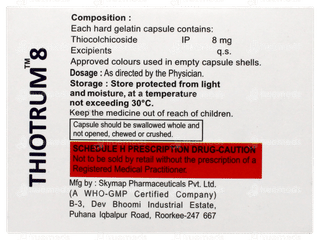 THIOTRUM™ 8
Composition :
Each hard gelatin capsule contains:
Thiocolchicoside IP 8 mg
Excipients q.s.
Approved colours used in empty capsule shells.
Dosage : As directed by the Physician.
Storage : Store protected from light
and moisture, at a temperature
not exceeding 30°C.
Keep the medicine out of reach of children.
Capsule should be swallowed whole and
not opened, chewed or crushed.
SCHEDULE H PRESCRIPTION DRUG-CAUTION
Not to be sold by retail without the prescription of a
Registered Medical Practitioner.
Mfg by : Skymap Pharmaceuticals Pvt. Ltd.
(A WHO-GMP Certified Company)
B-3, Dev Bhoomi Industrial Estate,
Puhana Iqbalpur Road, Roorkee-247 667